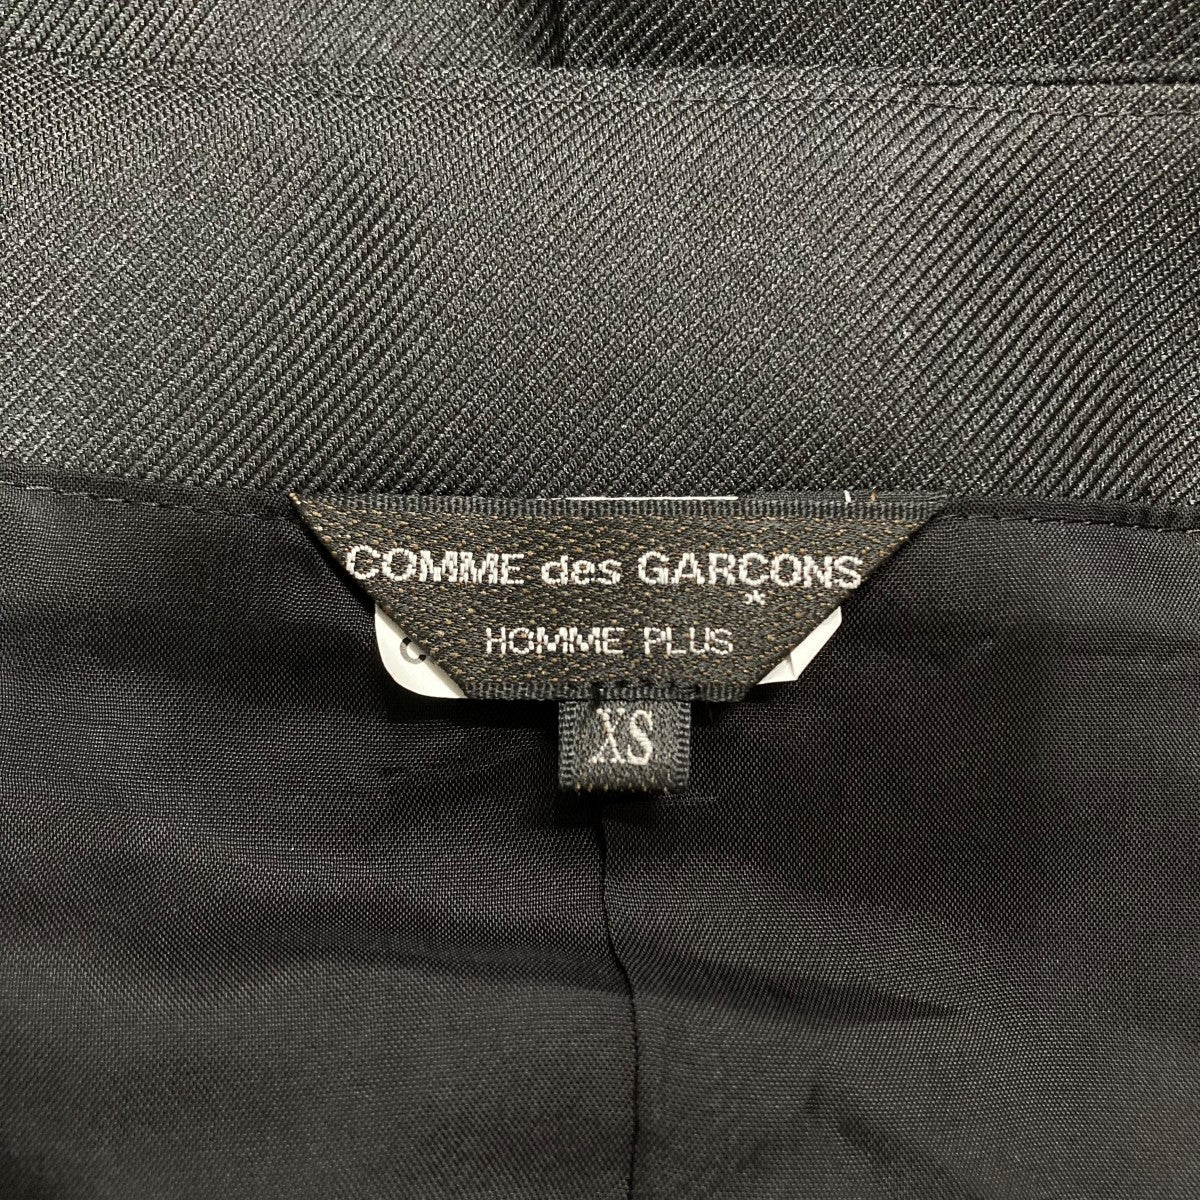 COMME des GARCONS
*
HOMME PLUS
XS